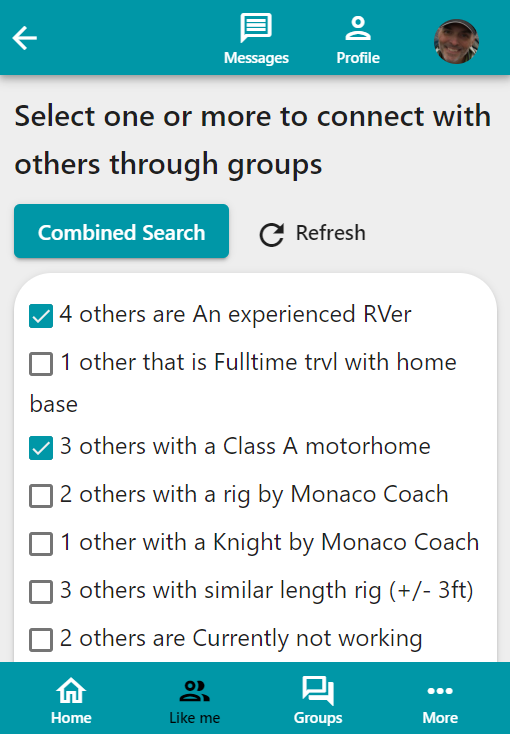 Messages
Profile
Select one or more to connect with
others through groups
Combined Search
Refresh
4 others are An experienced RVer
1 other that is Fulltime trvl with home
base
3 others with a Class A motorhome
2 others with a rig by Monaco Coach
1 other with a Knight by Monaco Coach
3 others with similar length rig (+/- 3ft)
2 others are Currently not working
Home
Like me
Groups
More